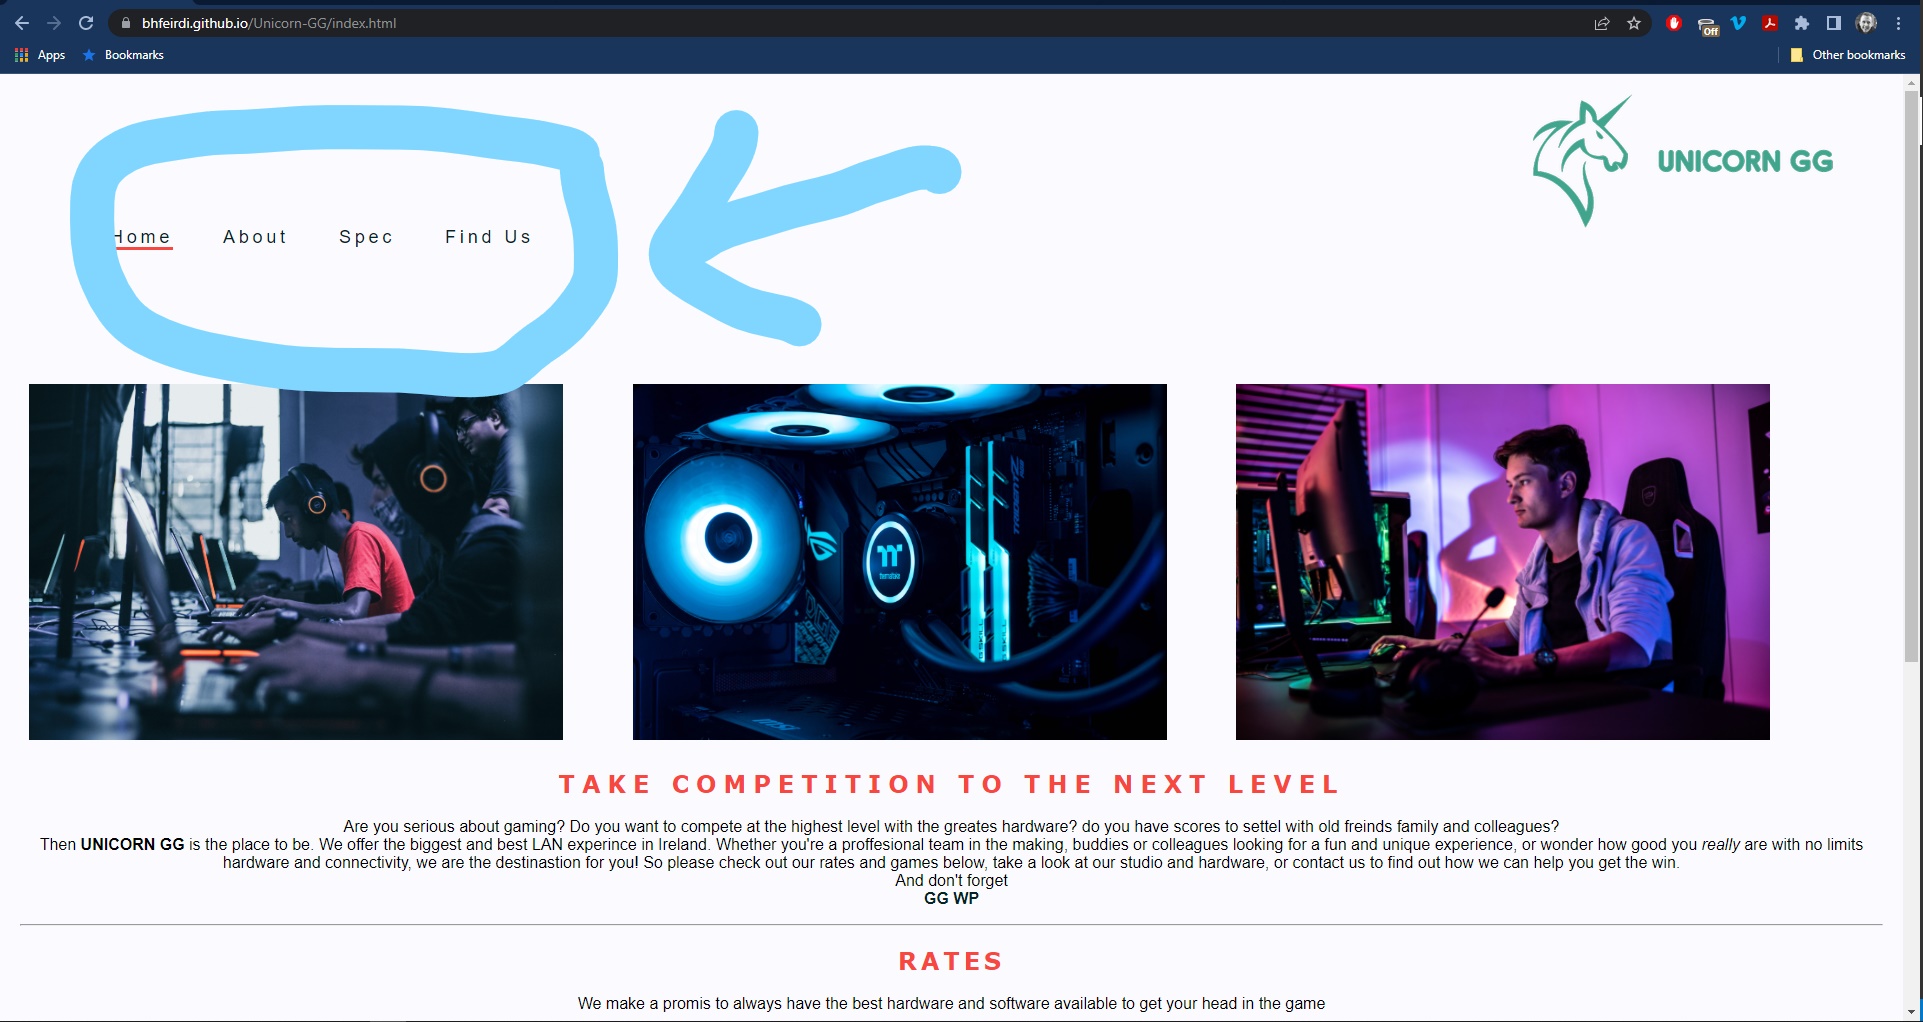 bhfeirdi.github.io/Unicorn-GG/index.html
Off
Apps
Bookmarks
Other bookmarks
UNICORN GG
Home
About
Spec
Find Us
TAKE COMPETITION TO THE NEXT LEVEL
Are you serious about gaming? Do you want to compete at the highest level with the greates hardware? do you have scores to settel with old freinds family and colleagues?
Then UNICORN GG is the place to be. We offer the biggest and best LAN experince in Ireland. Whether you're a proffesional team in the making, buddies or colleagues looking for a fun and unique experience, or wonder how good you really are with no limits
hardware and connectivity, we are the destinastion for you! So please check out our rates and games below, take a look at our studio and hardware, or contact us to find out how we can help you get the win.
And don't forget
GG WP
RATES
We make a promis to always have the best hardware and software available to get your head in the game